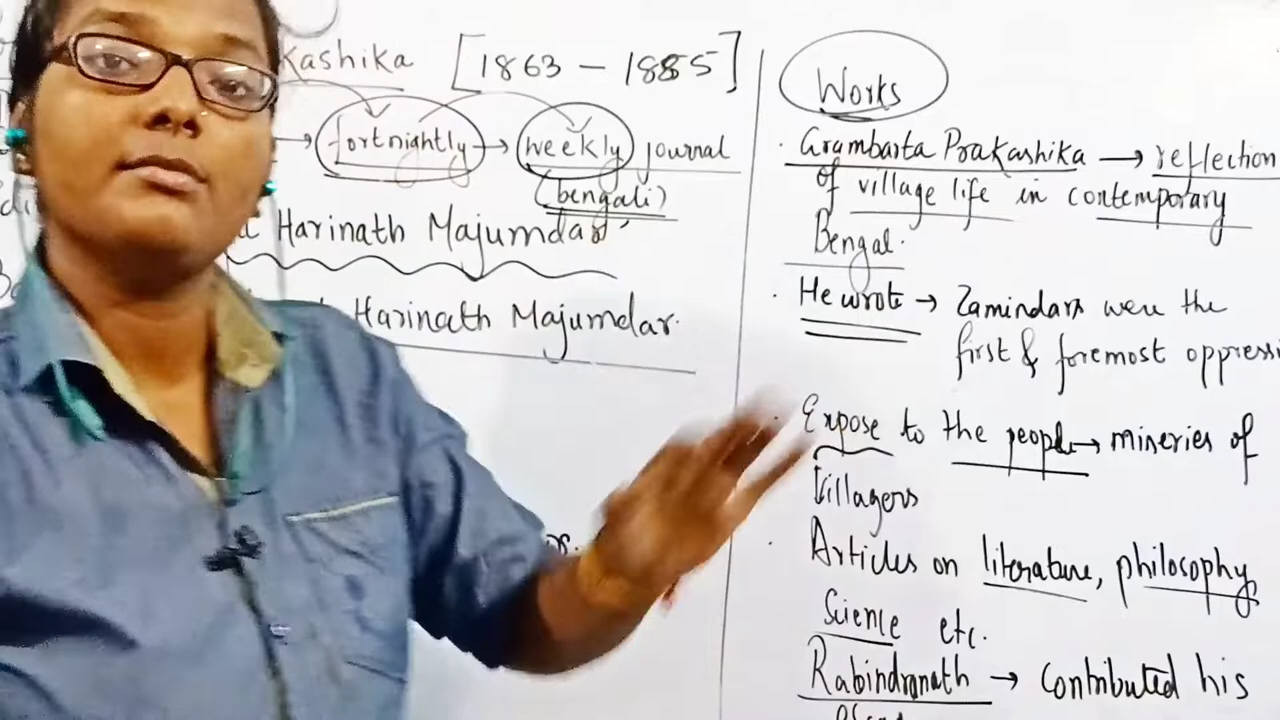 kashika [1863 – 1885]
→ fortnightly → weekly journal
(bengali)
Harinath Majumdar
Harinath Majumdar.
Works
· Grambarta Prakashika → reflection
of village life in contemporary
Bengal.
· He wrote → Zamindars were the
first & foremost oppressi
· Expose to the people → mineries of
Villagers
· Articles on literature, philosophy,
Science etc.
Rabindranath → contributed his